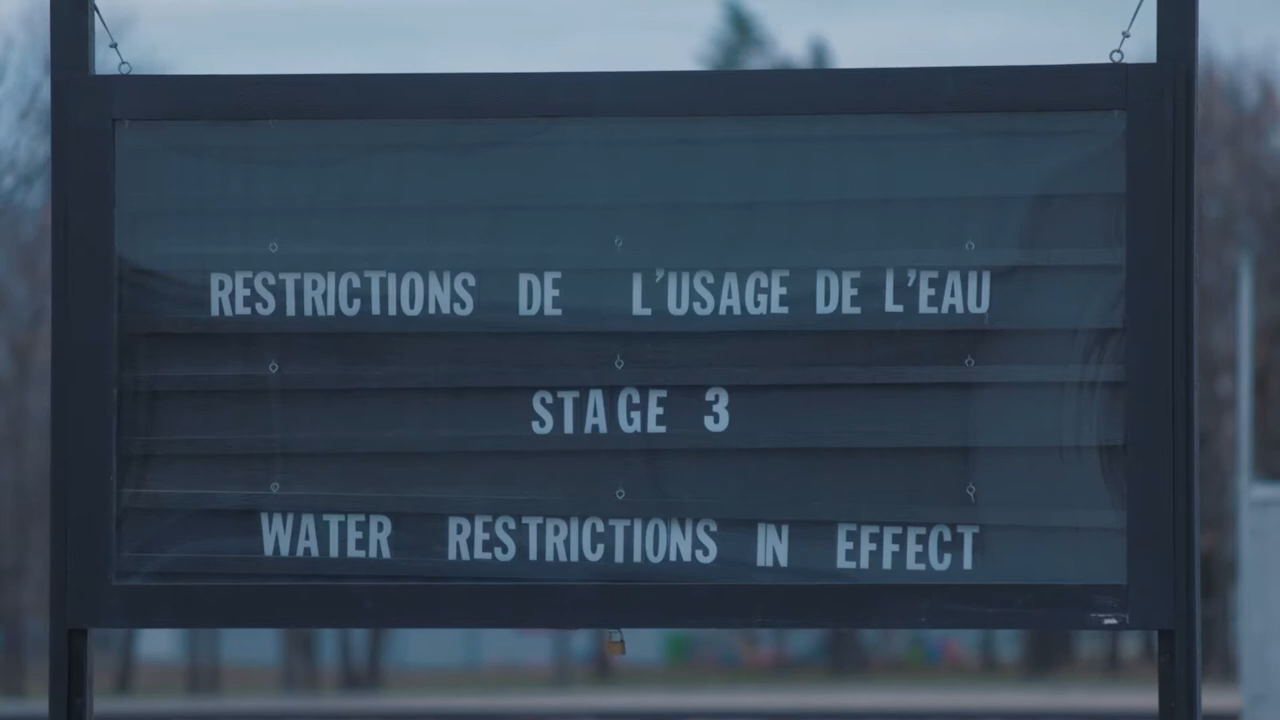 RESTRICTIONS DE L'USAGE DE L'EAU
STAGE 3
WATER RESTRICTIONS IN EFFECT